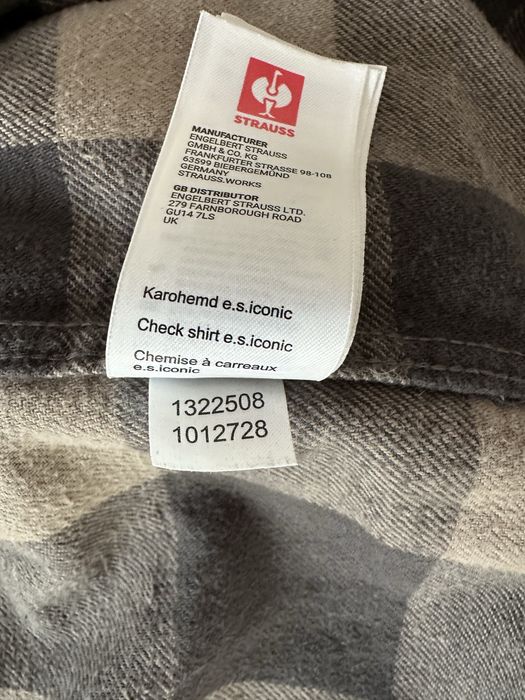 STRAUSS
MANUFACTURER
ENGELBERT STRAUSS
GMBH & CO. KG
FRANKFURTER STRASSE 98-108
63599 BIEBERGEMÜND
GERMANY
STRAUSS.WORKS
GB DISTRIBUTOR
ENGELBERT STRAUSS LTD.
279 FARNBOROUGH ROAD
GU14 7LS
UK
Karohemd e.s.iconic
Check shirt e.s.iconic
Chemise à carreaux
e.s.iconic
1322508
1012728